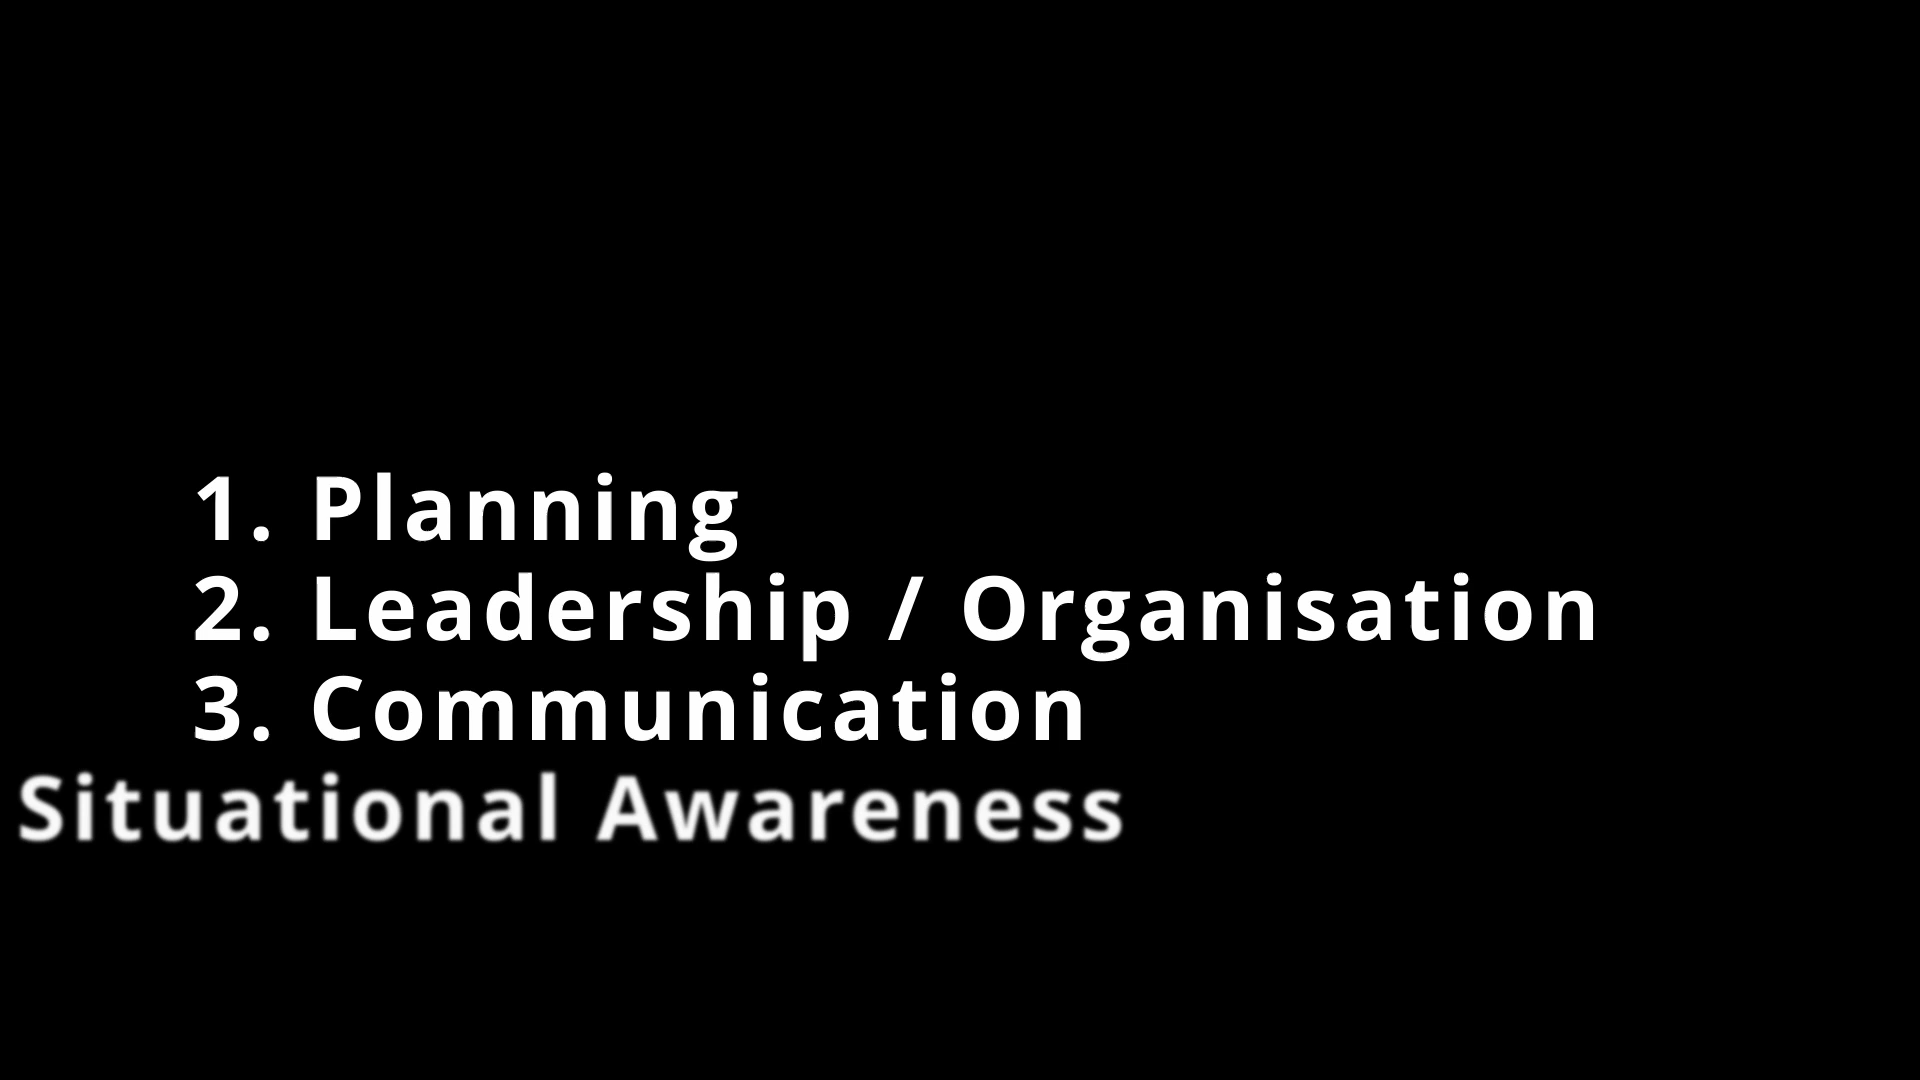 1. Planning
2. Leadership / Organisation
3. Communication
Situational Awareness